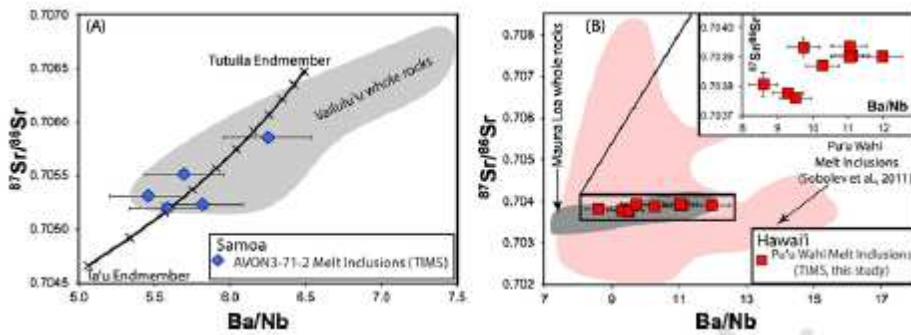 (A)
0.7070
0.7065
0.7060
0.7055
0.7050
0.7045
87Sr/86Sr
Tutuila Endmember
Vailulu'u whole rocks
Ta'u Endmember
Samoa
AVON3-71-2 Melt Inclusions (TIMS)
5.0 5.5 6.0 6.5 7.0 7.5
Ba/Nb
(B)
0.708
0.707
0.706
0.705
0.704
0.703
0.702
87Sr/86Sr
Mauna Loa whole rocks
0.7040
0.7039
0.7038
0.7037
87Sr/86Sr
Ba/Nb
8 9 10 11 12
Pu'u Wahi
Melt Inclusions
(Sobolev et al., 2011)
Hawai'i
Pu'u Wahi Melt Inclusions
(TIMS, this study)
7 9 11 13 15 17
Ba/Nb